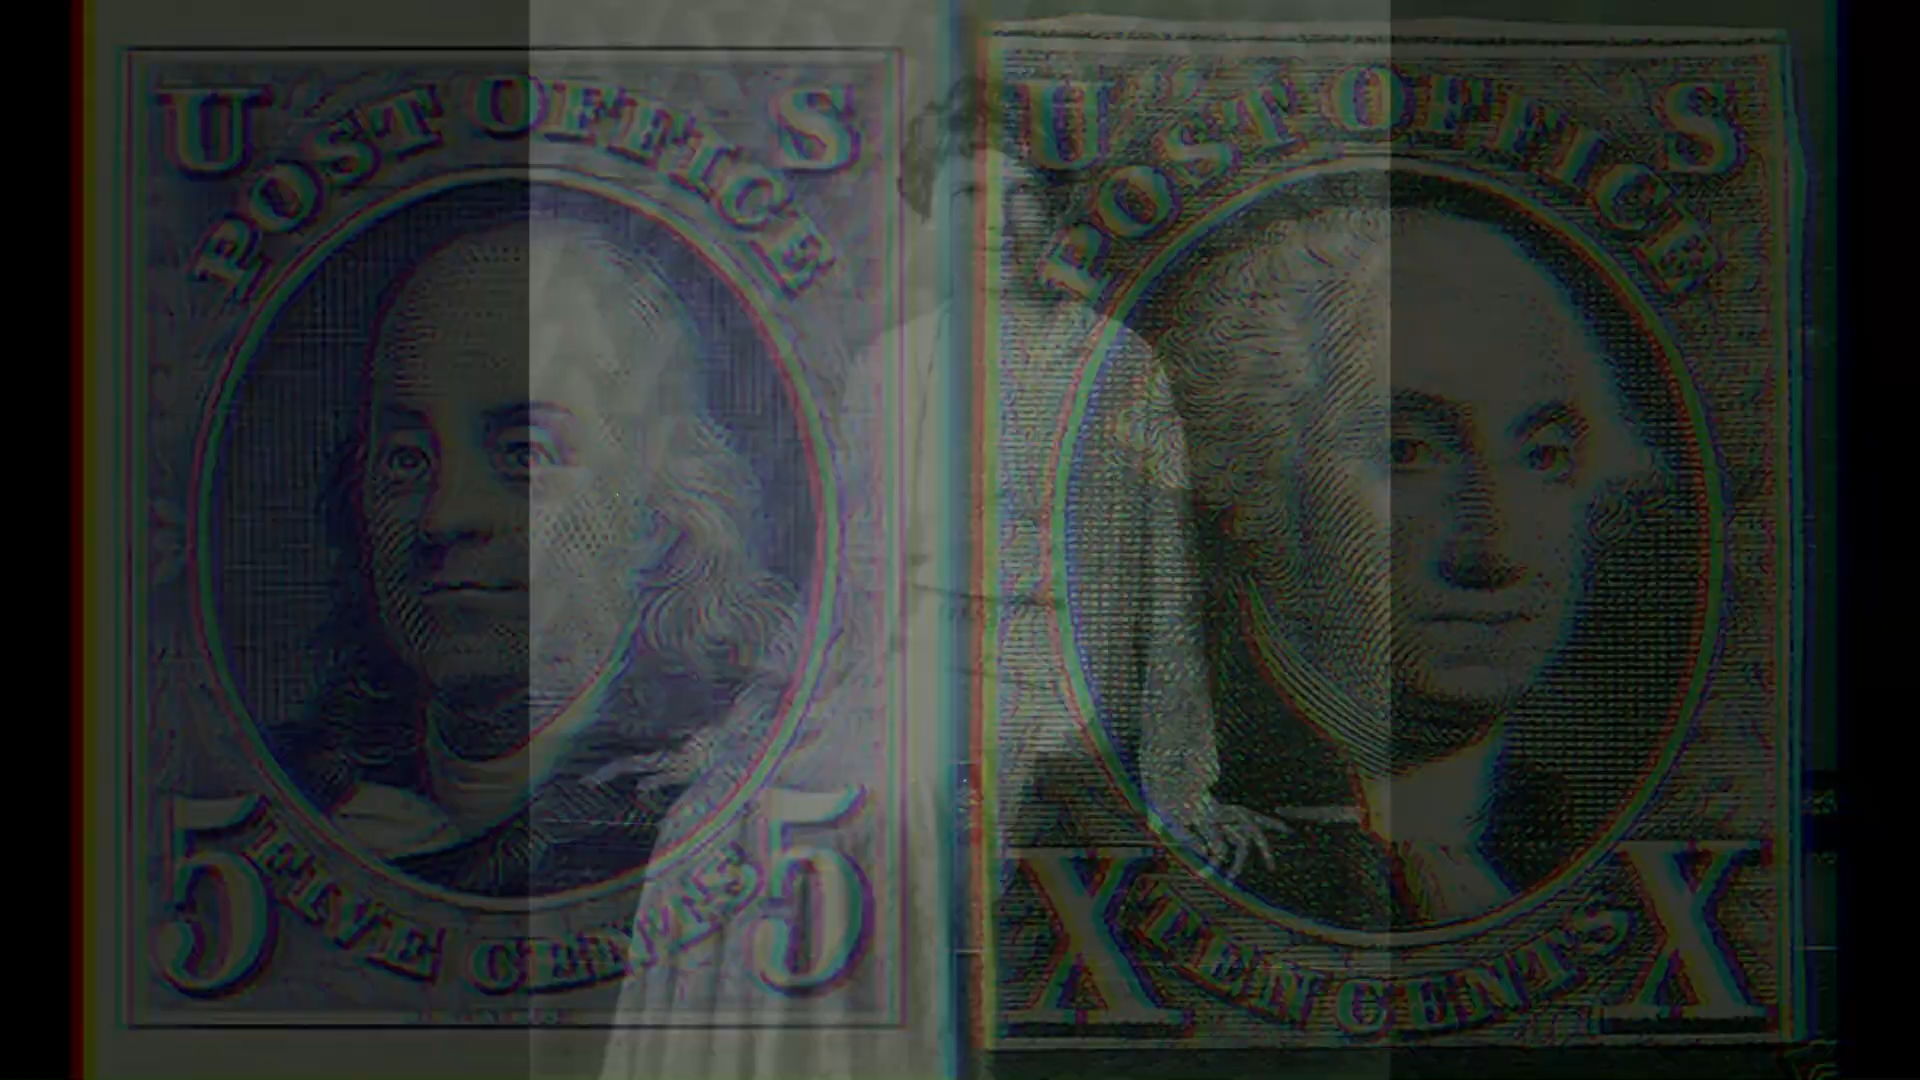 U S
POST OFFICE
5 FIVE CENTS 5
U S
POST OFFICE
X TEN CENTS X